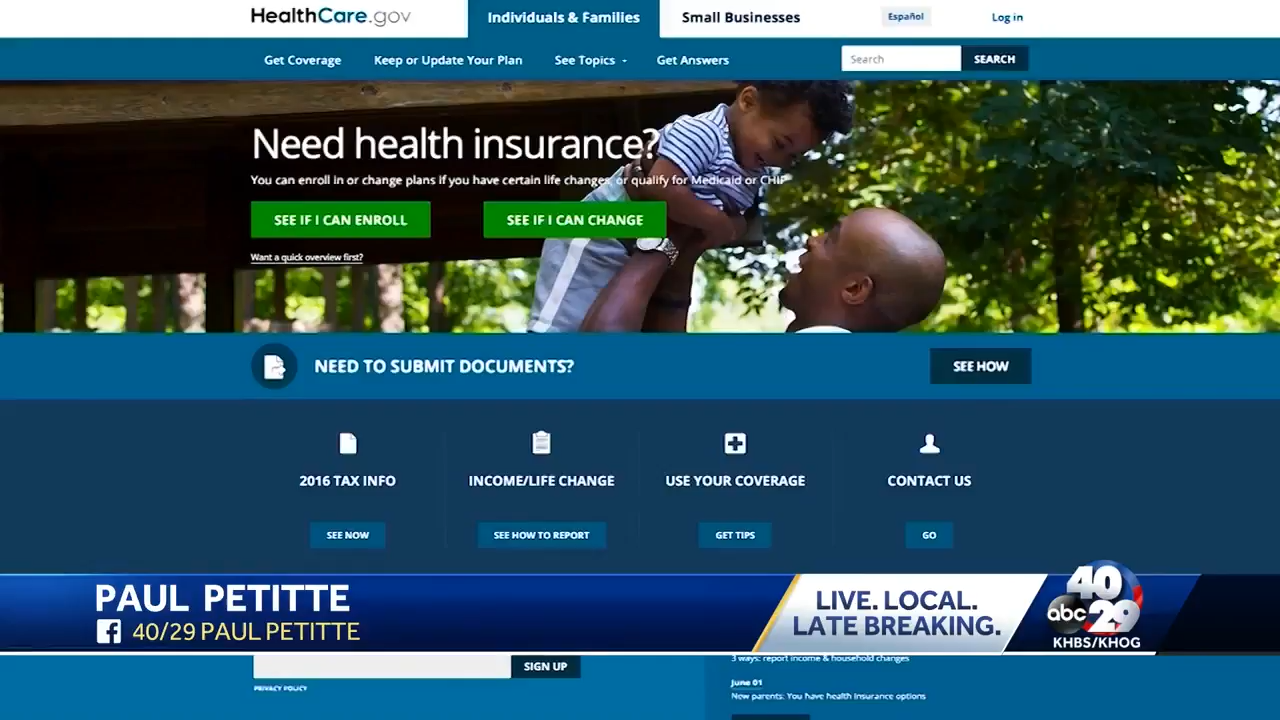 HealthCare.gov
Individuals & Families
Small Businesses
Español
Log in
Get Coverage
Keep or Update Your Plan
See Topics
Get Answers
Search
SEARCH
Need health insurance?
You can enroll in or change plans if you have certain life changes, or qualify for Medicaid or CHIP
SEE IF I CAN ENROLL
SEE IF I CAN CHANGE
Want a quick overview first?
NEED TO SUBMIT DOCUMENTS?
SEE HOW
2016 TAX INFO
INCOME/LIFE CHANGE
USE YOUR COVERAGE
CONTACT US
SEE NOW
SEE HOW TO REPORT
GET TIPS
GO
PAUL PETITTE
40/29 PAUL PETITTE
LIVE. LOCAL.
LATE BREAKING.
40
abc 29
KHBS/KHOG
3 ways: report income & household changes
SIGN UP
PRIVACY POLICY
June 01
New parents: You have health insurance options